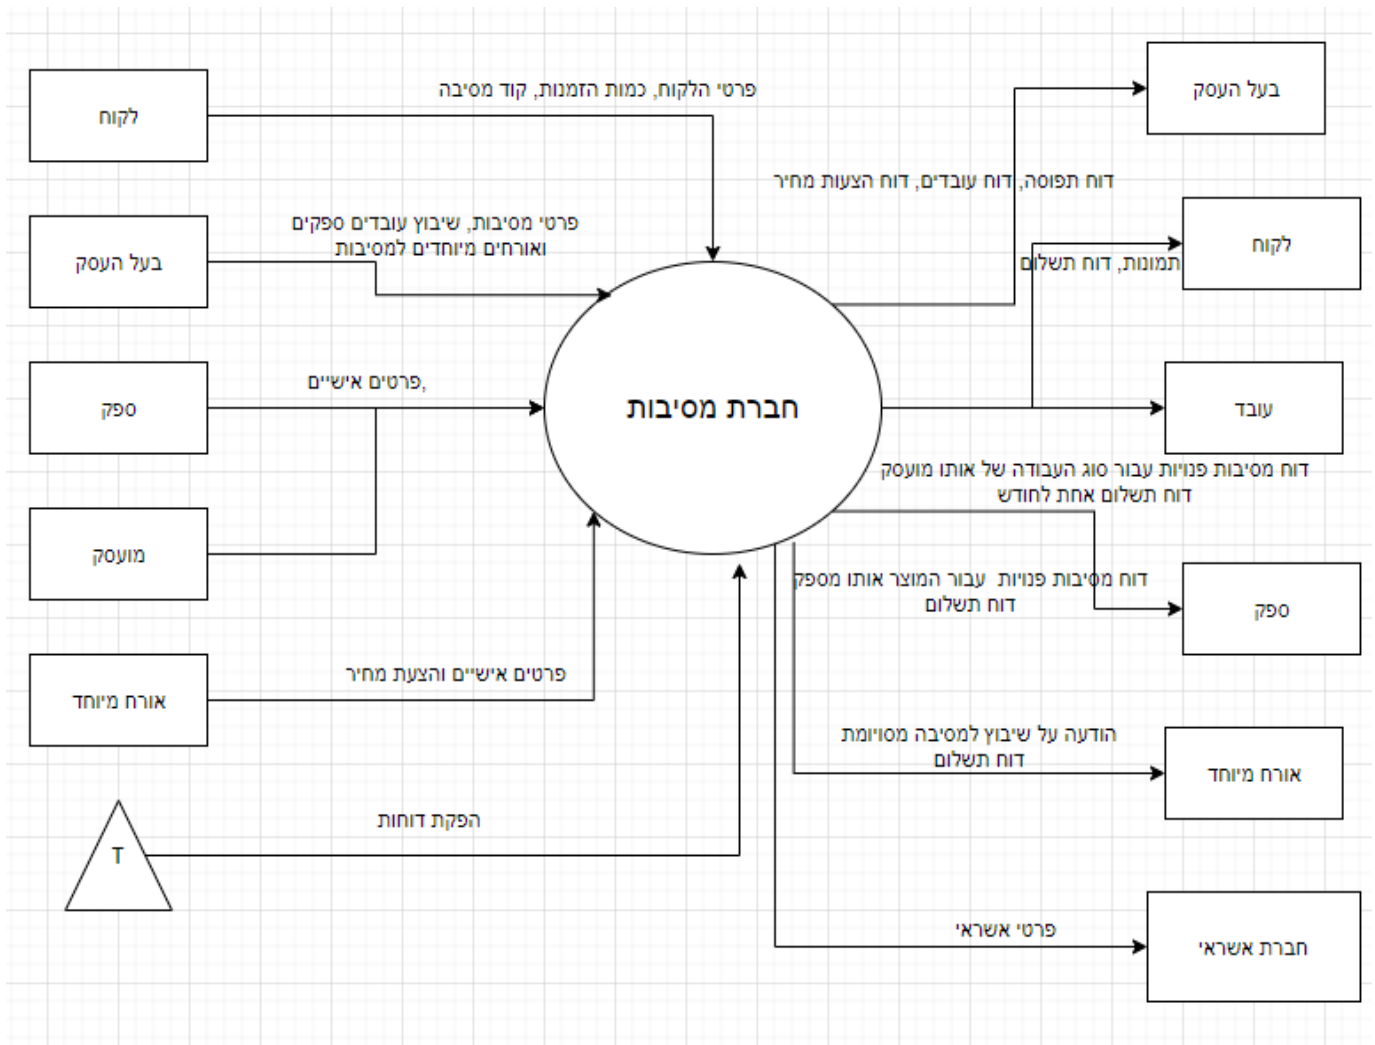 לקוח
פרטי הלקוח, כמות הזמנות, קוד מסיבה
בעל העסק
דוח תפוסה, דוח עובדים, דוח הצעות מחיר
בעל העסק
פרטי מסיבות, שיבוץ עובדים ספקים
ואורחים מיוחדים למסיבות
לקוח
תמונות, דוח תשלום
ספק
פרטים אישיים,
חברת מסיבות
עובד
דוח מסיבות פנויות עבור סוג העבודה של אותו מועסק
דוח תשלום אחת לחודש
מועסק
דוח מסיבות פנויות  עבור המוצר אותו מספק
דוח תשלום
ספק
אורח מיוחד
פרטים אישיים והצעת מחיר
הודעה על שיבוץ למסיבה מסויומת
דוח תשלום
אורח מיוחד
T
הפקת דוחות
פרטי אשראי
חברת אשראי